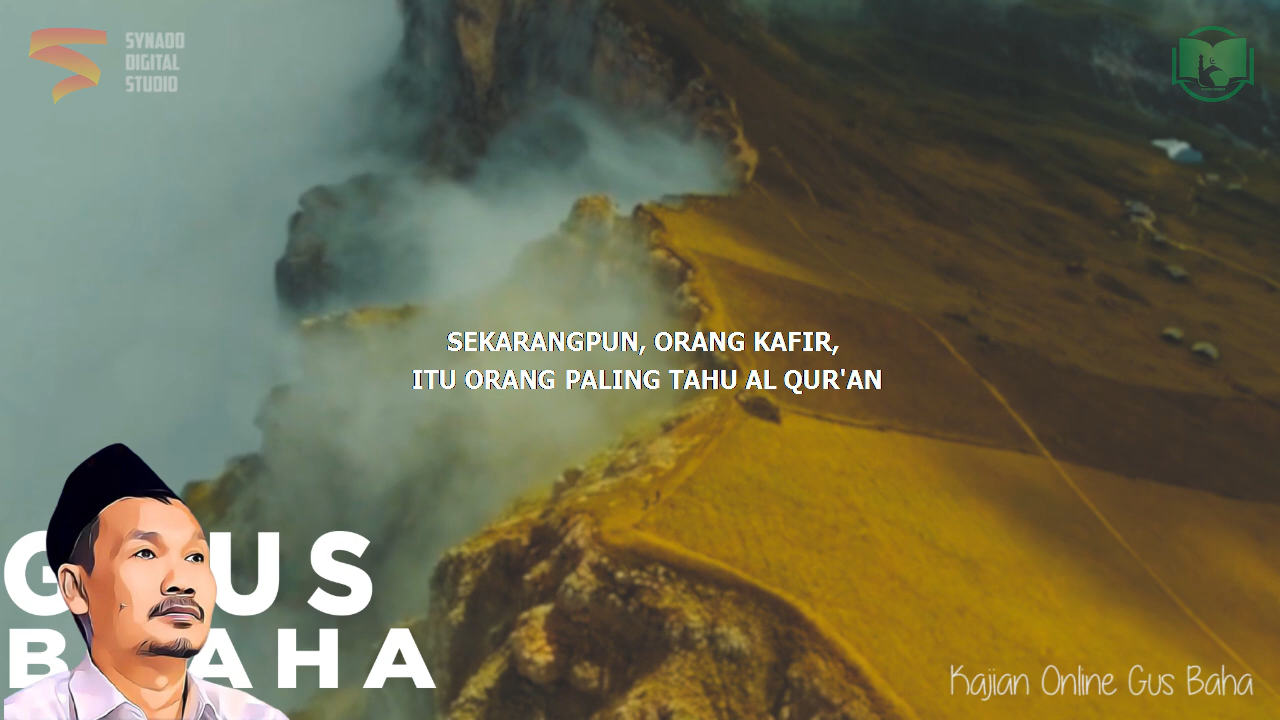 SYNADO
DIGITAL
STUDIO
SEKARANGPUN, ORANG KAFIR,
ITU ORANG PALING TAHU AL QUR'AN
GUS
BAHA
Kajian Online Gus Baha